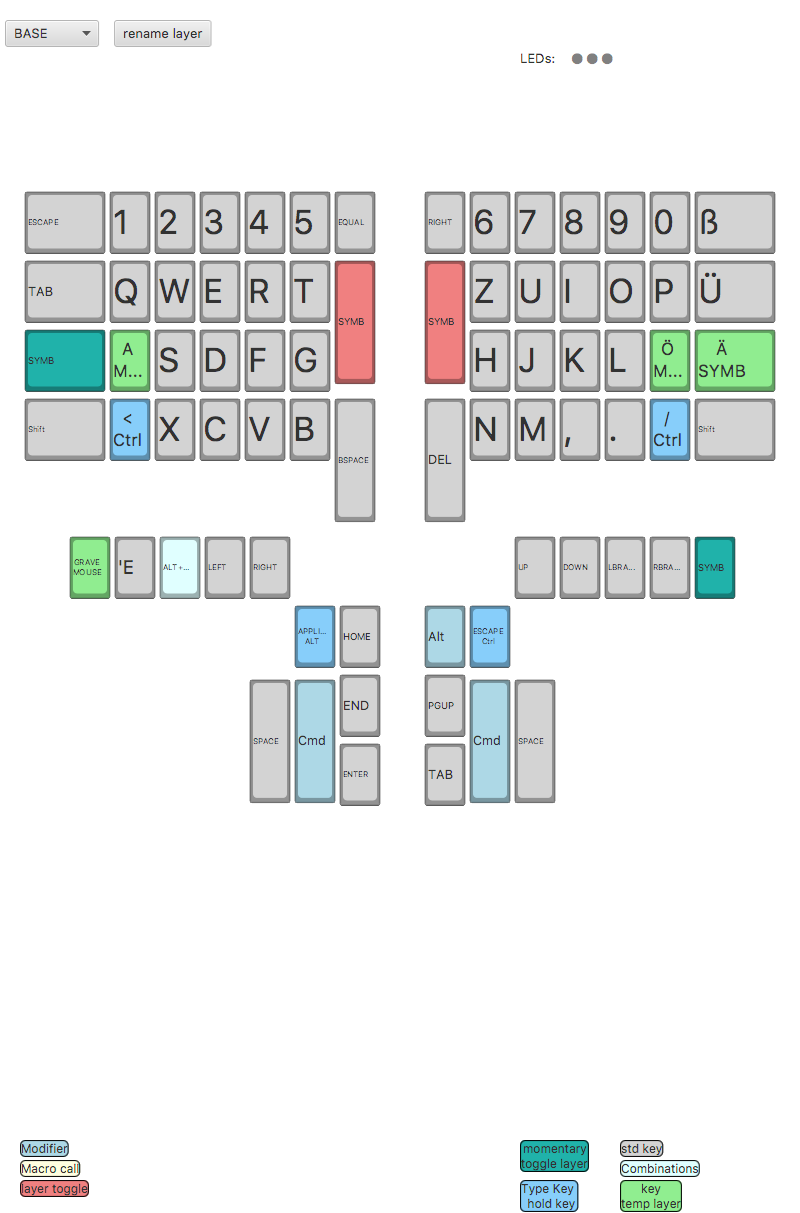 BASE rename layer
LEDs:
ESCAPE 1 2 3 4 5 EQUAL RIGHT 6 7 8 9 0 ß
TAB Q W E R T Z U I O P Ü
SYMB SYMB
SYMB A S D F G H J K L Ö Ä
M... M... SYMB
Shift < X C V B N M , . / Shift
Ctrl Ctrl
BSPACE DEL
GRAVE 'E ALT+... LEFT RIGHT UP DOWN LBRA... RBRA... SYMB
MOUSE
APPLI... HOME Alt ESCAPE
ALT Ctrl
END PGUP
SPACE Cmd Cmd SPACE
ENTER TAB
Modifier
Macro call
layer toggle
momentary
toggle layer
std key
Combinations
Type Key
hold key
key
temp layer